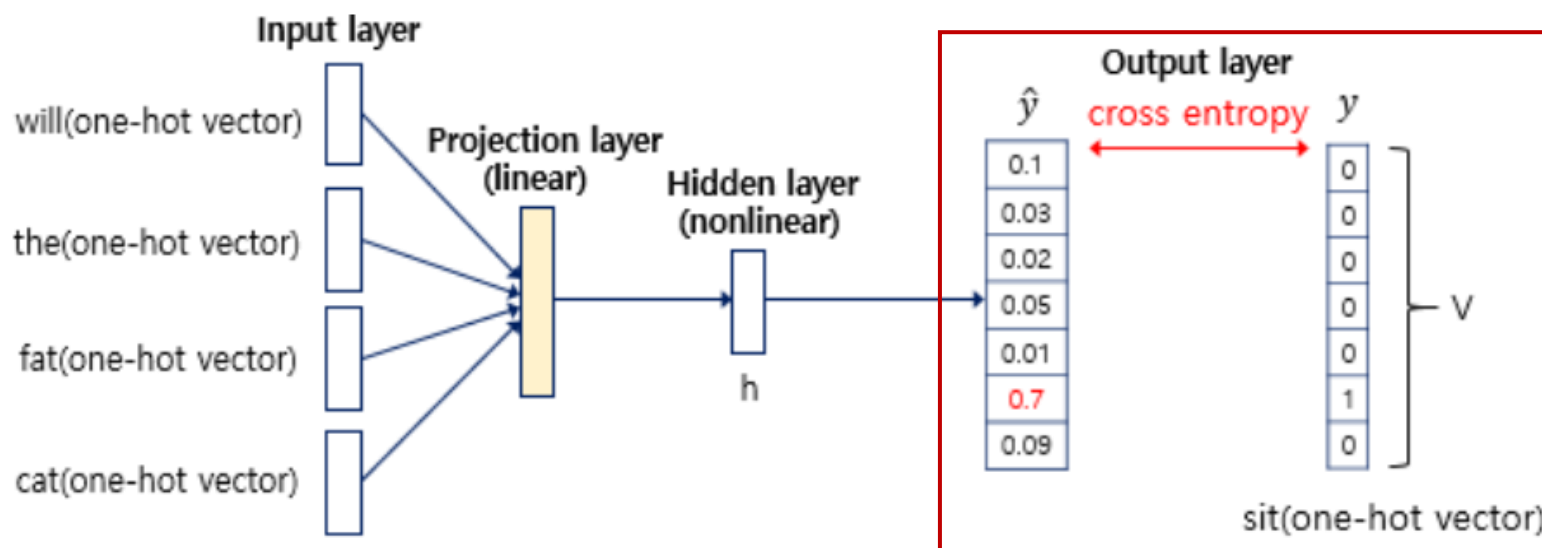 Input layer
will(one-hot vector)
the(one-hot vector)
fat(one-hot vector)
cat(one-hot vector)
Projection layer
(linear)
Hidden layer
(nonlinear)
h
Output layer
ŷ
cross entropy
y
0.1
0.03
0.02
0.05
0.01
0.7
0.09
0
0
0
0
0
1
0
V
sit(one-hot vector)